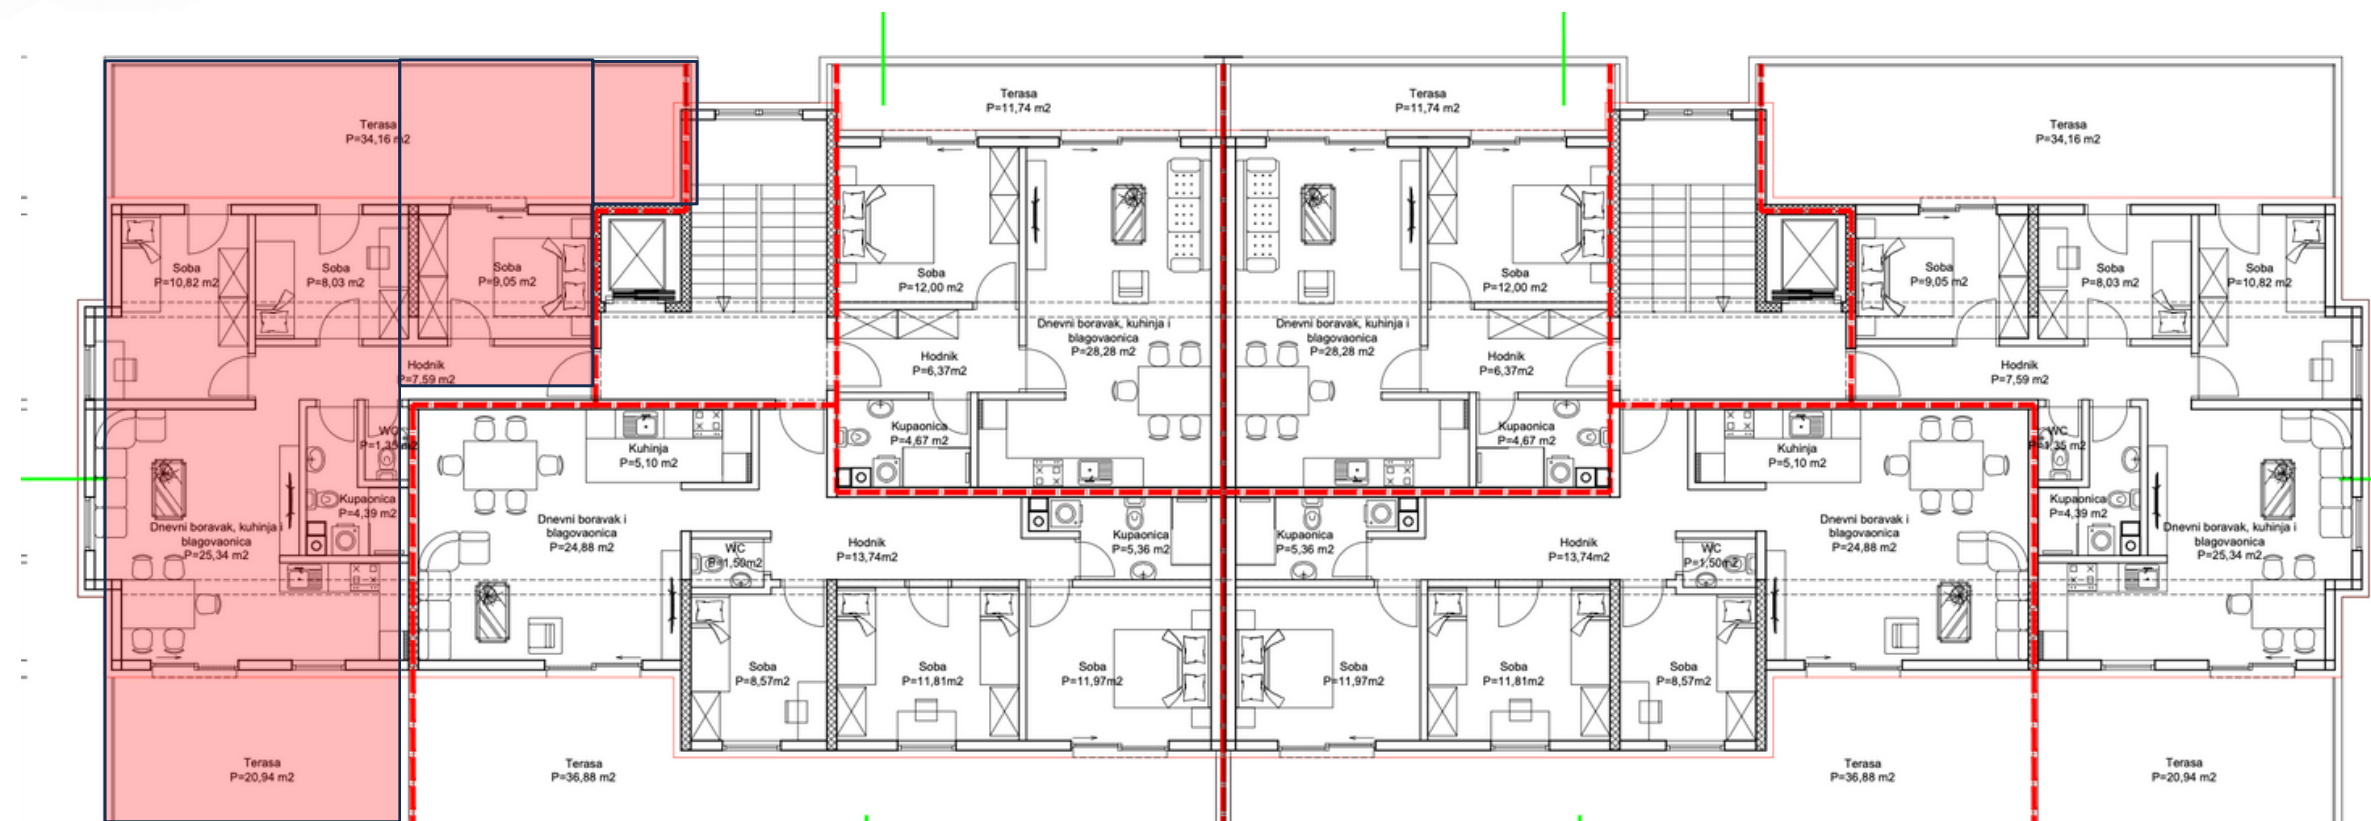 Terasa
P=34,16 m2
Terasa
P=11,74 m2
Terasa
P=11,74 m2
Terasa
P=34,16 m2
Soba
P=10,82 m2
Soba
P=8,03 m2
Soba
P=9,05 m2
Soba
P=12,00 m2
Dnevni boravak, kuhinja i
blagovaonica
P=28,28 m2
Dnevni boravak, kuhinja i
blagovaonica
P=28,28 m2
Soba
P=12,00 m2
Soba
P=9,05 m2
Soba
P=8,03 m2
Soba
P=10,82 m2
Hodnik
P=7,59 m2
Hodnik
P=6,37m2
Hodnik
P=6,37m2
Hodnik
P=7,59 m2
WC
P=1,35 m2
Kuhinja
P=5,10 m2
Kupaonica
P=4,67 m2
Kupaonica
P=4,67 m2
Kuhinja
P=5,10 m2
WC
P=1,35 m2
Kupaonica
P=4,39 m2
Kupaonica
P=4,39 m2
Dnevni boravak, kuhinja i
blagovaonica
P=25,34 m2
Dnevni boravak i
blagovaonica
P=24,88 m2
WC
P=1,50m2
Hodnik
P=13,74m2
Kupaonica
P=5,36 m2
Kupaonica
P=5,36 m2
Hodnik
P=13,74m2
WC
P=1,50m2
Dnevni boravak i
blagovaonica
P=24,88 m2
Dnevni boravak, kuhinja i
blagovaonica
P=25,34 m2
Soba
P=8,57m2
Soba
P=11,81m2
Soba
P=11,97m2
Soba
P=11,97m2
Soba
P=11,81m2
Soba
P=8,57m2
Terasa
P=20,94 m2
Terasa
P=36,88 m2
Terasa
P=36,88 m2
Terasa
P=20,94 m2